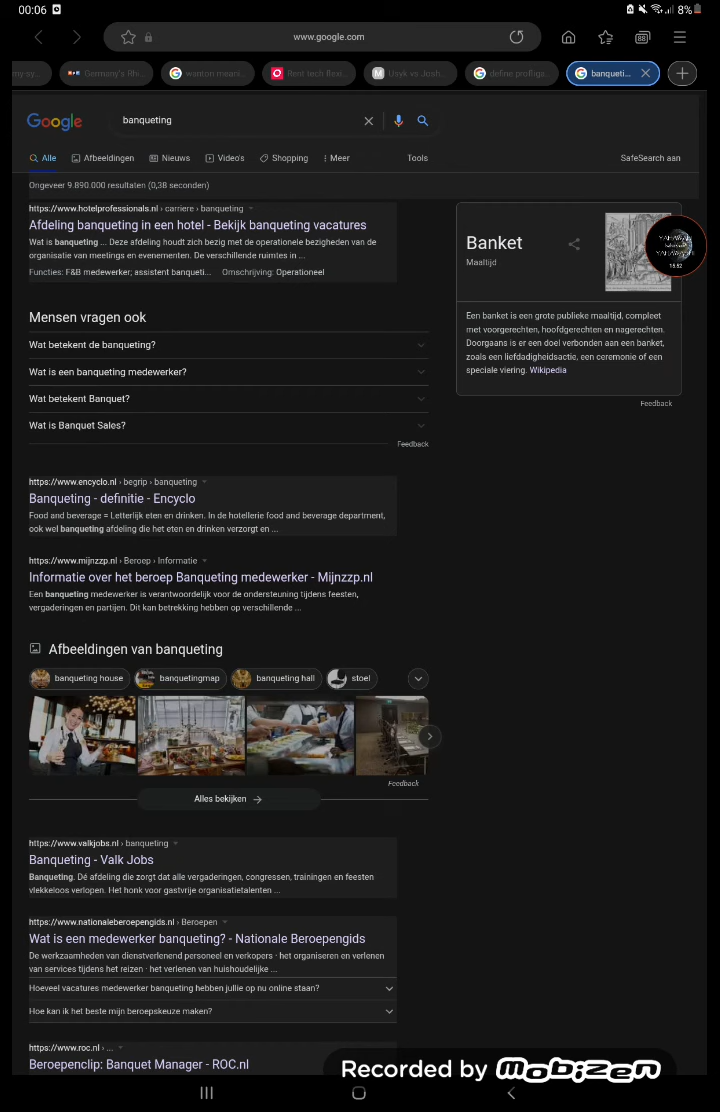 00:06
8%
www.google.com
88
ny-sy...
Germany's Rhi...
wanton meani...
Rent tech flexi...
Usyk vs Josh...
define profliga...
banqueti...
Google
banqueting
Alle
Afbeeldingen
Nieuws
Video's
Shopping
Meer
Tools
SafeSearch aan
Ongeveer 9.890.000 resultaten (0,38 seconden)
https://www.hotelprofessionals.nl › carriere › banqueting
Afdeling banqueting in een hotel - Bekijk banqueting vacatures
Wat is banqueting ... Deze afdeling houdt zich bezig met de operationele bezigheden van de
organisatie van meetings en evenementen. De verschillende ruimtes in ...
Functies: F&B medewerker; assistent banqueti... Omschrijving: Operationeel
Mensen vragen ook
Wat betekent de banqueting?
Wat is een banqueting medewerker?
Wat betekent Banquet?
Wat is Banquet Sales?
Feedback
https://www.encyclo.nl › begrip › banqueting
Banqueting - definitie - Encyclo
Food and beverage = Letterlijk eten en drinken. In de hotellerie food and beverage department,
ook wel banqueting afdeling die het eten en drinken verzorgt en ...
https://www.mijnzzp.nl › Beroep › Informatie
Informatie over het beroep Banqueting medewerker - Mijnzzp.nl
Een banqueting medewerker is verantwoordelijk voor de ondersteuning tijdens feesten,
vergaderingen en partijen. Dit kan betrekking hebben op verschillende ...
Afbeeldingen van banqueting
banqueting house
banquetingmap
banqueting hall
stoel
Feedback
Alles bekijken
https://www.valkjobs.nl › banqueting
Banqueting - Valk Jobs
Banqueting. Dé afdeling die zorgt dat alle vergaderingen, congressen, trainingen en feesten
vlekkeloos verlopen. Het honk voor gastvrije organisatietalenten ...
https://www.nationaleberoepengids.nl › Beroepen
Wat is een medewerker banqueting? - Nationale Beroepengids
De werkzaamheden van dienstverlenend personeel en verkopers · het organiseren en verlenen
van services tijdens het reizen · het verlenen van huishoudelijke ...
Hoeveel vacatures medewerker banqueting hebben jullie op nu online staan?
Hoe kan ik het beste mijn beroepskeuze maken?
https://www.roc.nl › ...
Beroepenclip: Banquet Manager - ROC.nl
Banket
Maaltijd
Een banket is een grote publieke maaltijd, compleet
met voorgerechten, hoofdgerechten en nagerechten.
Doorgaans is er een doel verbonden aan een banket,
zoals een liefdadigheidsactie, een ceremonie of een
speciale viering. Wikipedia
Feedback
Recorded by mobizen